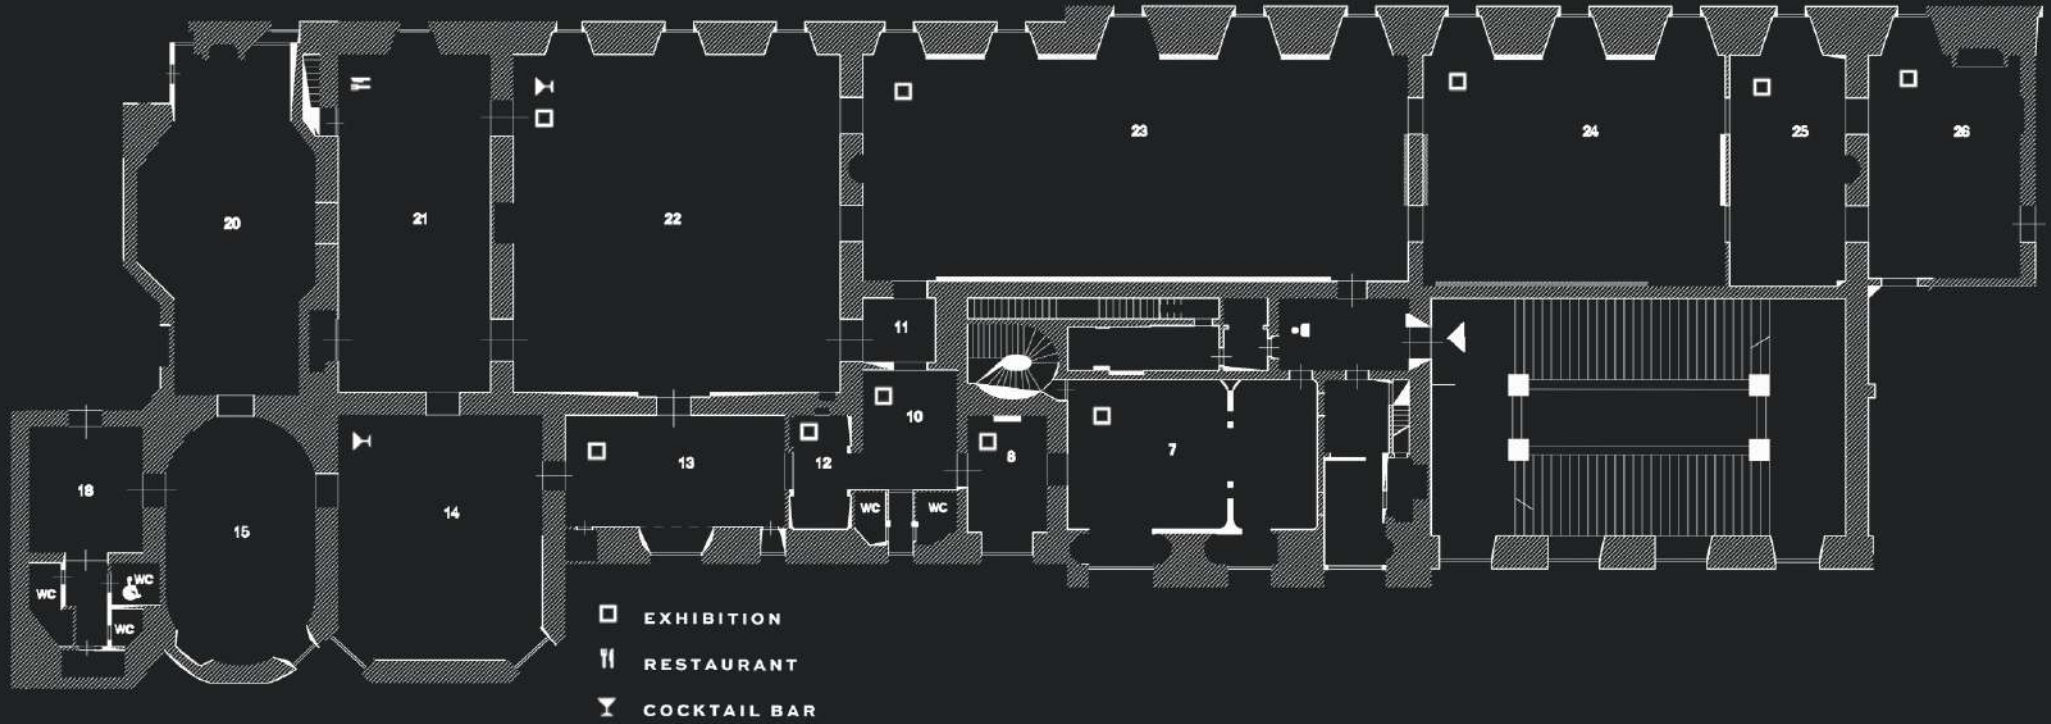 23
24
25
26
20
21
22
11
10
7
8
13
12
18
14
15
WC
WC
WC
WC
WC
EXHIBITION
RESTAURANT
COCKTAIL BAR